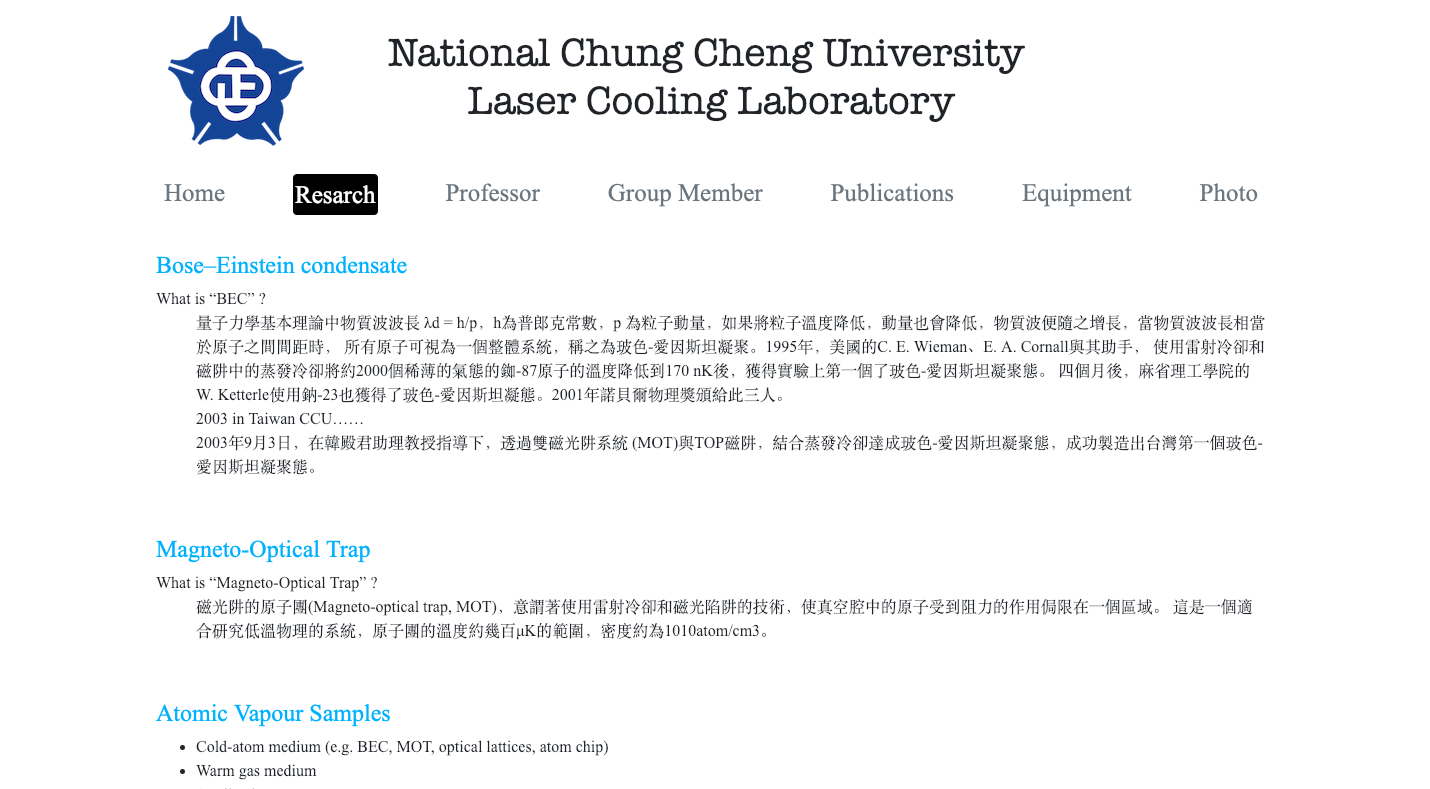 National Chung Cheng University
Laser Cooling Laboratory
Home Resarch Professor Group Member Publications Equipment Photo
Bose–Einstein condensate
What is “BEC” ?
量子力學基本理論中物質波波長 λd = h/p，h為普郎克常數，p 為粒子動量，如果將粒子溫度降低，動量也會降低，物質波便隨之增長，當物質波波長相當
於原子之間間距時， 所有原子可視為一個整體系統，稱之為玻色-愛因斯坦凝聚。1995年，美國的C. E. Wieman、E. A. Cornall與其助手， 使用雷射冷卻和
磁阱中的蒸發冷卻將約2000個稀薄的氣態的銣-87原子的溫度降低到170 nK後，獲得實驗上第一個了玻色-愛因斯坦凝聚態。 四個月後，麻省理工學院的
W. Ketterle使用鈉-23也獲得了玻色-愛因斯坦凝態。2001年諾貝爾物理獎頒給此三人。
2003 in Taiwan CCU……
2003年9月3日，在韓殿君助理教授指導下，透過雙磁光阱系統 (MOT)與TOP磁阱，結合蒸發冷卻達成玻色-愛因斯坦凝聚態，成功製造出台灣第一個玻色-
愛因斯坦凝聚態。
Magneto-Optical Trap
What is “Magneto-Optical Trap” ?
磁光阱的原子團(Magneto-optical trap, MOT)，意謂著使用雷射冷卻和磁光陷阱的技術，使真空腔中的原子受到阻力的作用侷限在一個區域。 這是一個適
合研究低溫物理的系統，原子團的溫度約幾百μK的範圍，密度約為1010atom/cm3。
Atomic Vapour Samples
Cold-atom medium (e.g. BEC, MOT, optical lattices, atom chip)
Warm gas medium